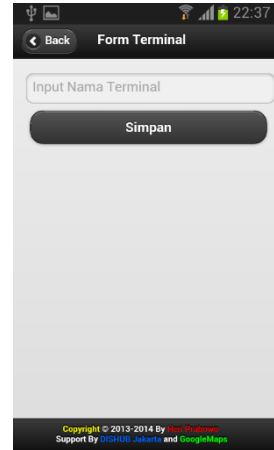 22:37
Back
Form Terminal
Input Nama Terminal
Simpan
Copyright © 2013-2014 By Heri Prabowo
Support By DISHUB Jakarta and GoogleMaps